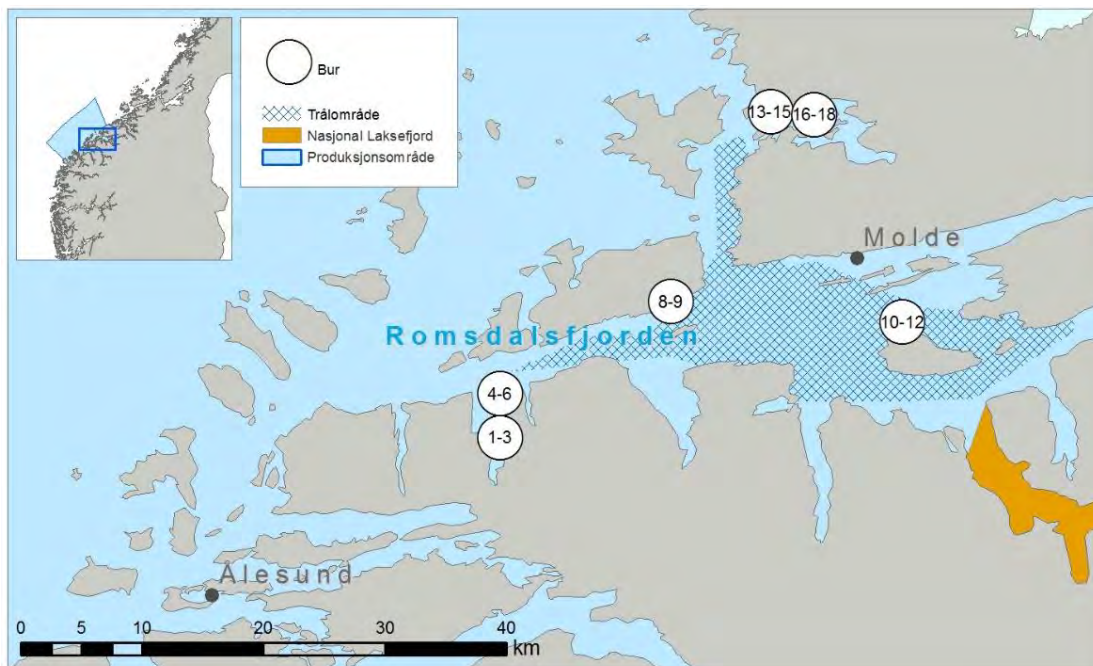 Bur
Trålområde
Nasjonal Laksefjord
Produksjonsområde
13-15
16-18
Molde
8-9
10-12
Romsdalsfjorden
4-6
1-3
Ålesund
0 5 10 20 30 40
km